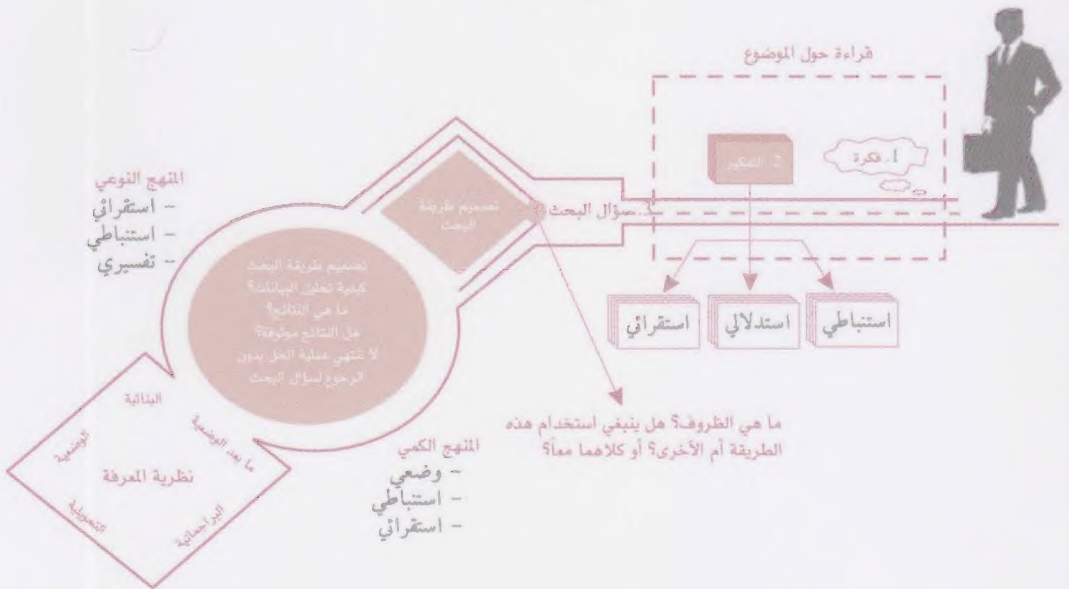 قراءة حول الموضوع
1. فكرة
2. التفكير
3. سؤال البحث
استنباطي
استدلالي
استقرائي
تصميم طريقة
البحث
ما هي الظروف؟ هل ينبغي استخدام هذه
الطريقة أم الأخرى؟ أو كلاهما معاً؟
المنهج النوعي
- استقرائي
- استنباطي
- تفسيري
تصميم طريقة البحث
كيفية تحليل البيانات؟
ما هي النتائج؟
هل النتائج موثوقة؟
لا تنتهي عملية الحل بدون
الرجوع لسؤال البحث
المنهج الكمي
- وضعي
- استنباطي
- استقرائي
البنائية
الوضعية
ما بعد الوضعية
نظرية المعرفة
التحويلية
البراجماتية